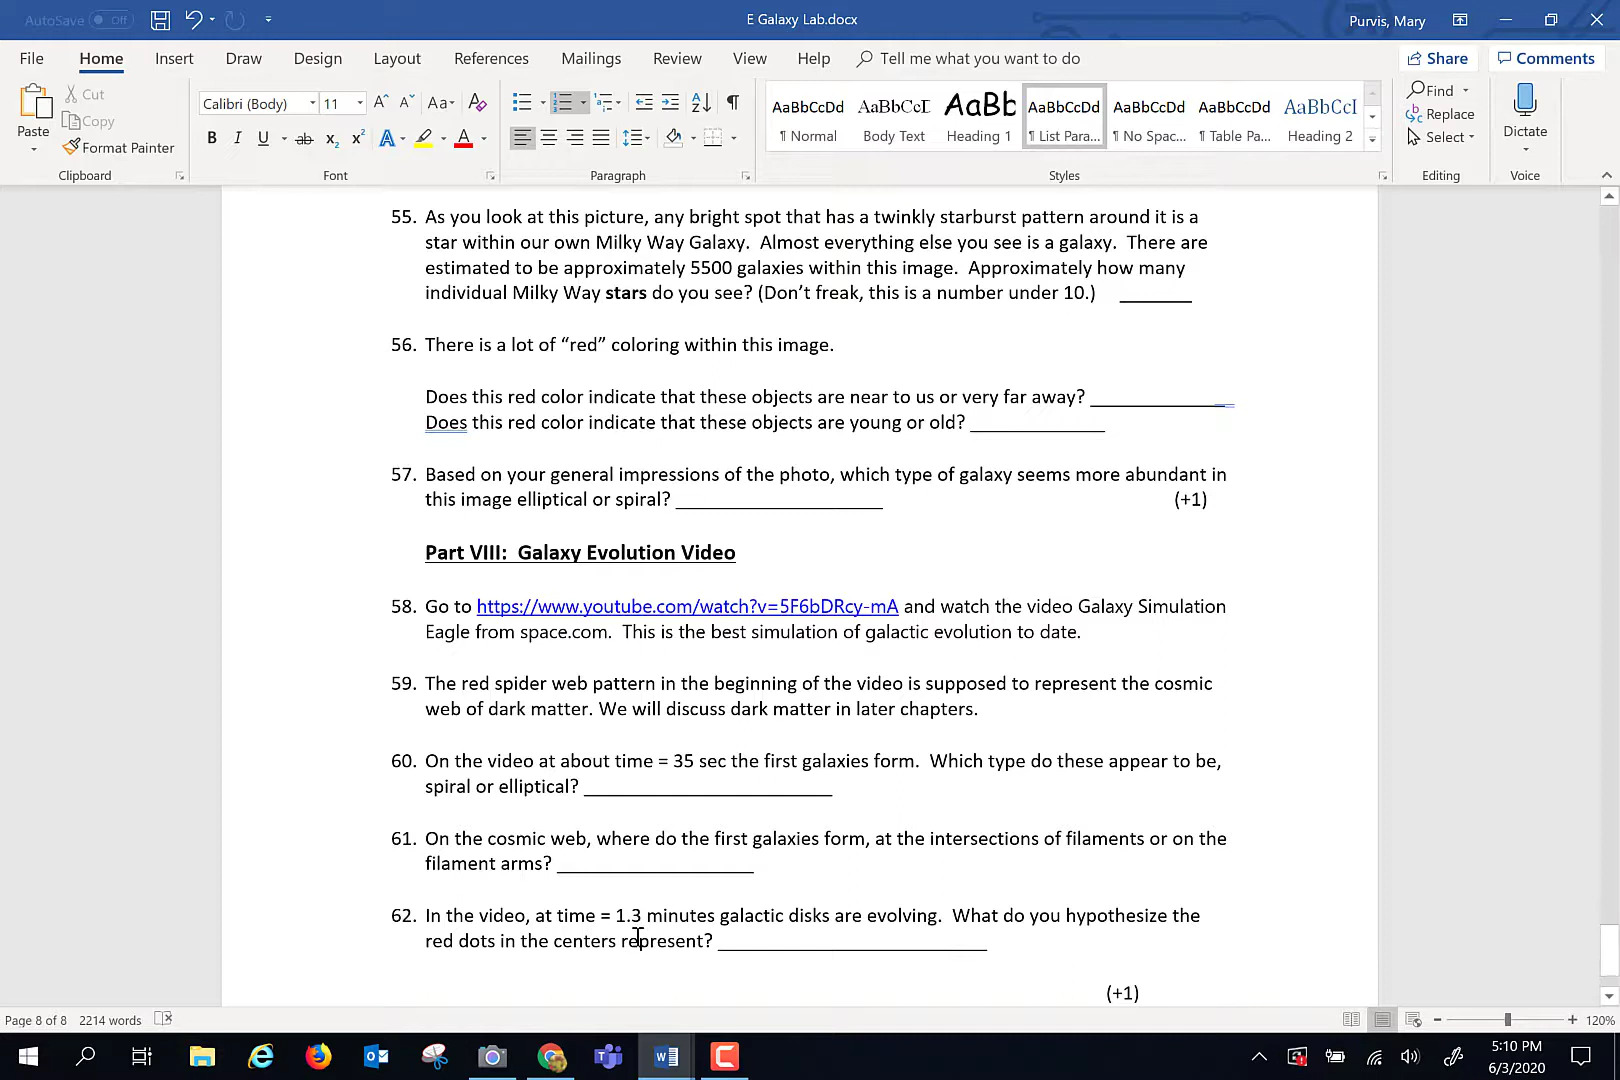 AutoSave Off
E Galaxy Lab.docx
Purvis, Mary
File Home Insert Draw Design Layout References Mailings Review View Help Tell me what you want to do
Share Comments
Paste
Cut
Copy
Format Painter
Clipboard
Calibri (Body) 11
Font
Paragraph
AaBbCcDd AaBbCcI AaBb AaBbCcDd AaBbCcDd AaBbCcDd AaBbCcI
¶ Normal Body Text Heading 1 ¶ List Para... ¶ No Spac... ¶ Table Pa... Heading 2
Styles
Find
Replace
Select
Editing
Dictate
Voice
55. As you look at this picture, any bright spot that has a twinkly starburst pattern around it is a
star within our own Milky Way Galaxy. Almost everything else you see is a galaxy. There are
estimated to be approximately 5500 galaxies within this image. Approximately how many
individual Milky Way stars do you see? (Don’t freak, this is a number under 10.) _______
56. There is a lot of “red” coloring within this image.
Does this red color indicate that these objects are near to us or very far away? ______________
Does this red color indicate that these objects are young or old? _____________
57. Based on your general impressions of the photo, which type of galaxy seems more abundant in
this image elliptical or spiral? ____________________ (+1)
Part VIII: Galaxy Evolution Video
58. Go to https://www.youtube.com/watch?v=5F6bDRcy-mA and watch the video Galaxy Simulation
Eagle from space.com. This is the best simulation of galactic evolution to date.
59. The red spider web pattern in the beginning of the video is supposed to represent the cosmic
web of dark matter. We will discuss dark matter in later chapters.
60. On the video at about time = 35 sec the first galaxies form. Which type do these appear to be,
spiral or elliptical? ________________________
61. On the cosmic web, where do the first galaxies form, at the intersections of filaments or on the
filament arms? ___________________
62. In the video, at time = 1.3 minutes galactic disks are evolving. What do you hypothesize the
red dots in the centers represent? __________________________
(+1)
Page 8 of 8 2214 words
120%
5:10 PM
6/3/2020